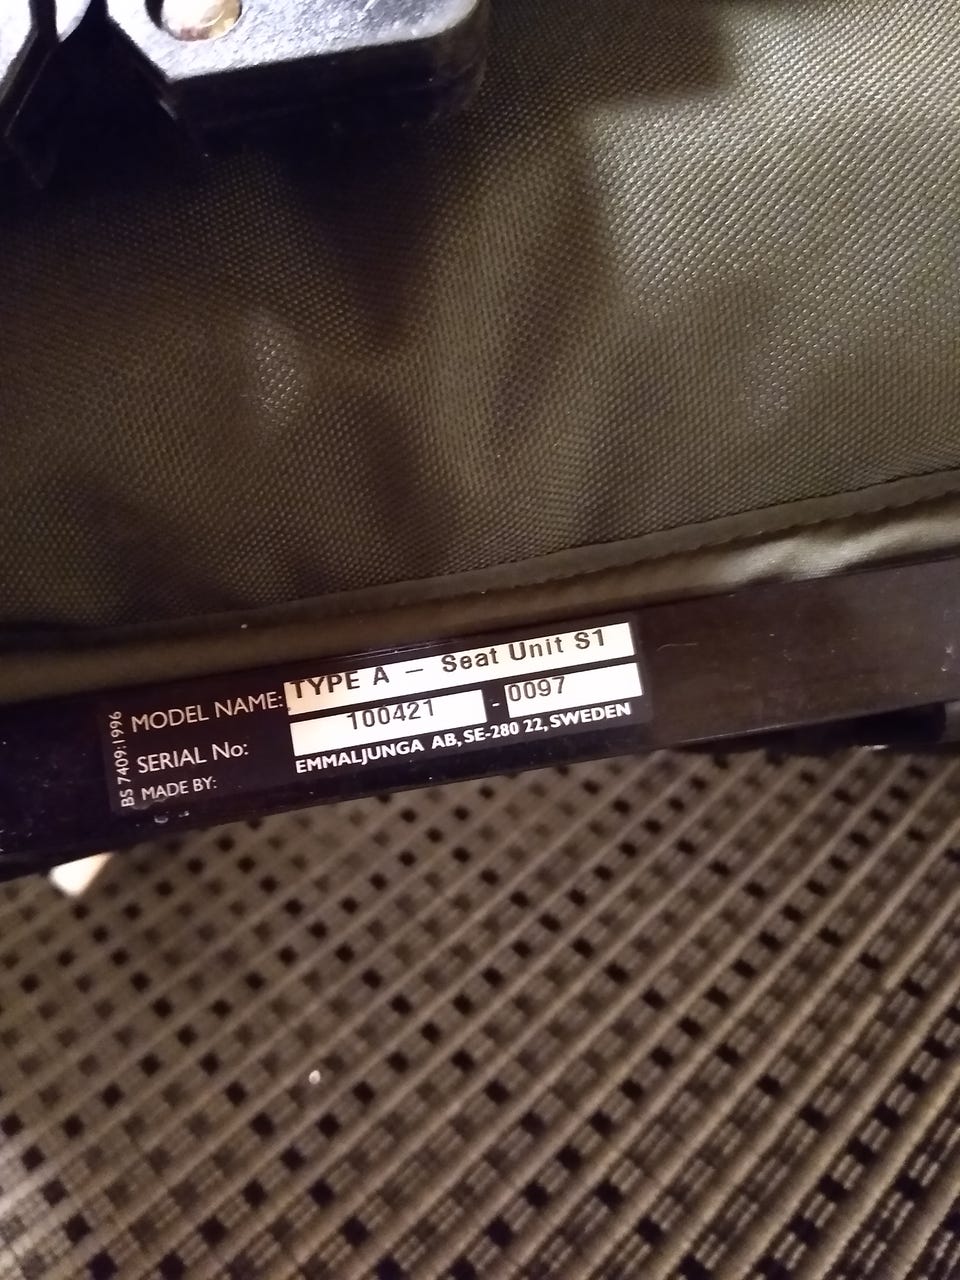 BS 7409:1996
MODEL NAME: TYPE A – Seat Unit S1
SERIAL No: 100421 - 0097
MADE BY: EMMALJUNGA AB, SE-280 22, SWEDEN